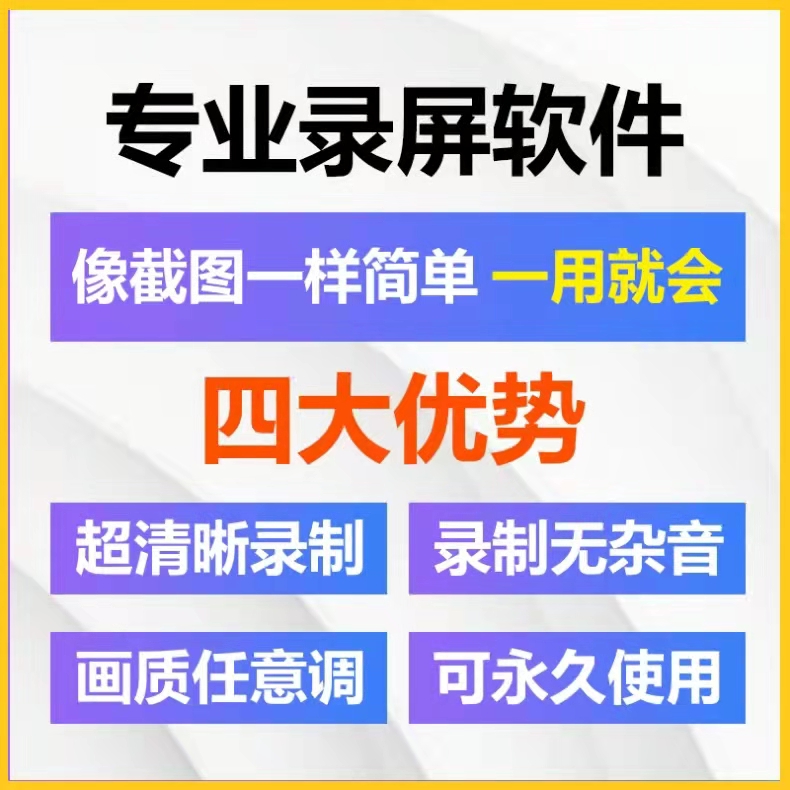 专业录屏软件
像截图一样简单 一用就会
四大优势
超清晰录制
录制无杂音
画质任意调
可永久使用